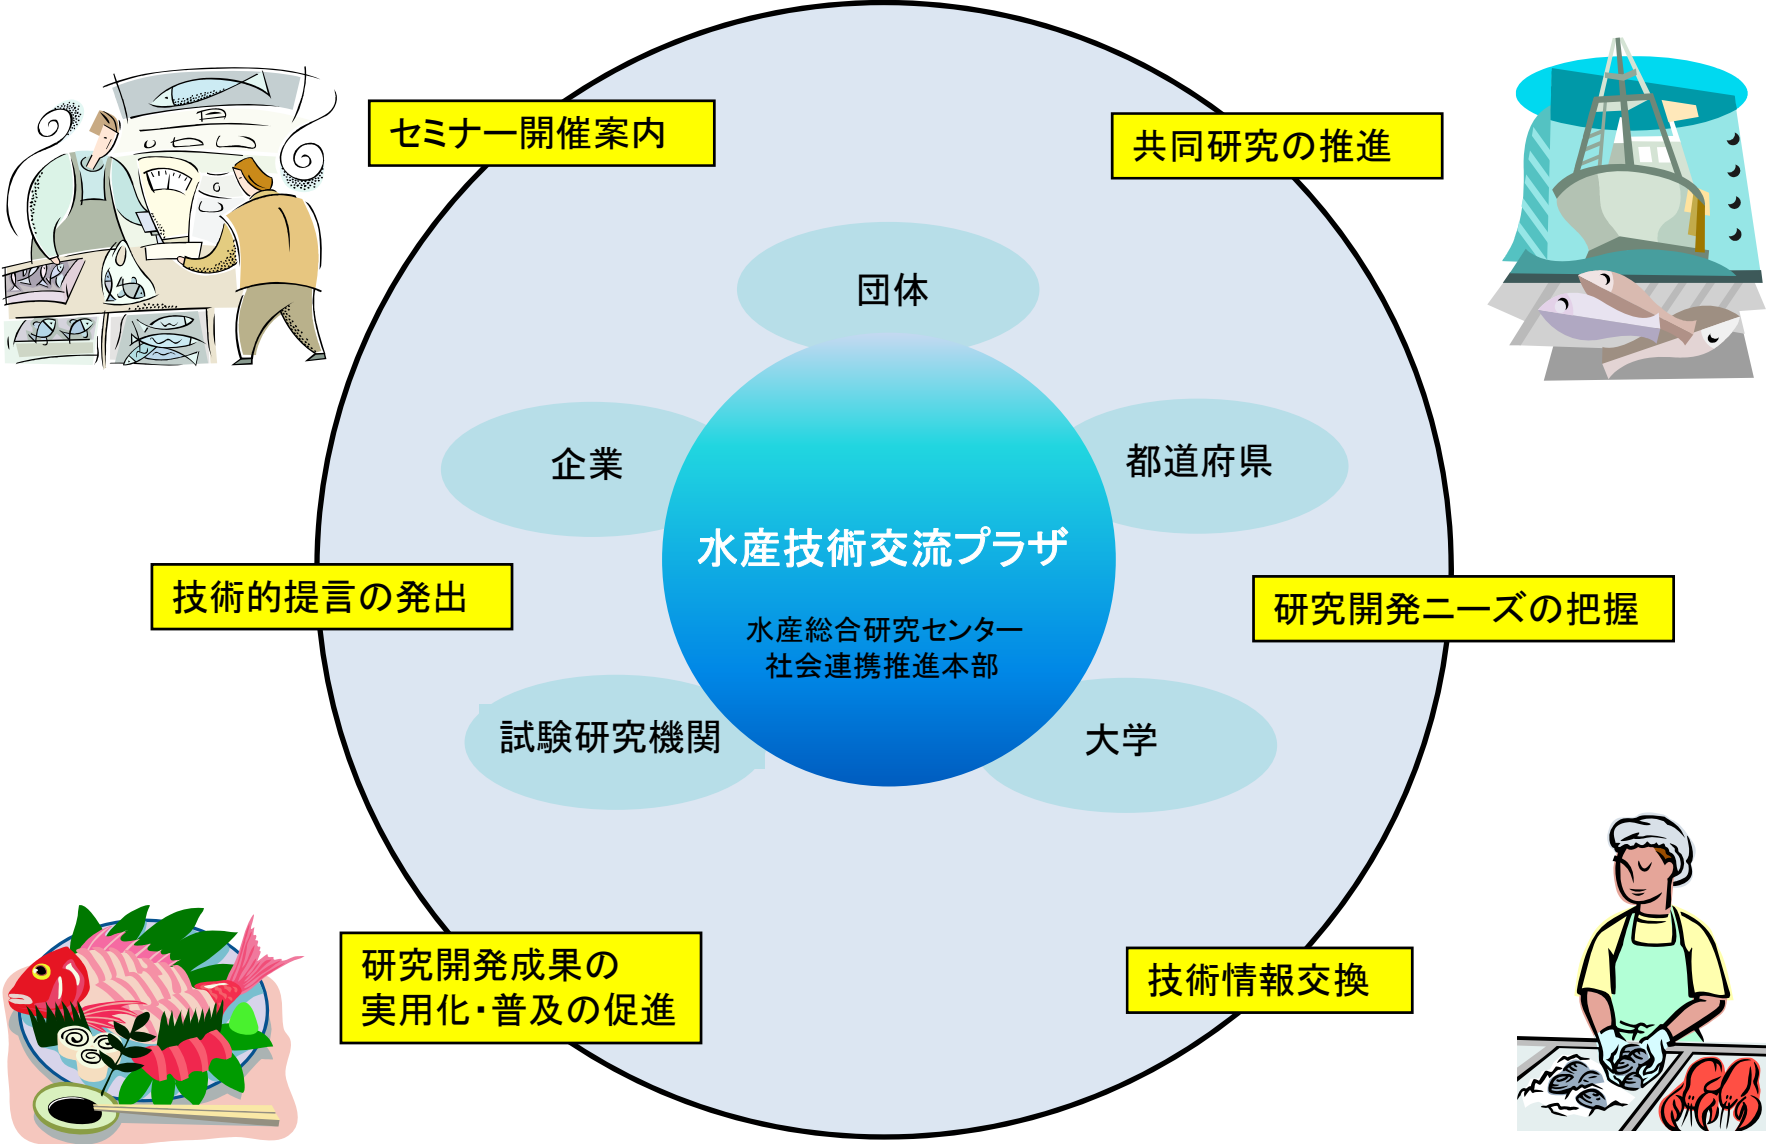 セミナー開催案内
共同研究の推進
団体
企業
都道府県
水産技術交流プラザ
水産総合研究センター
社会連携推進本部
技術的提言の発出
研究開発ニーズの把握
試験研究機関
大学
研究開発成果の
実用化・普及の促進
技術情報交換